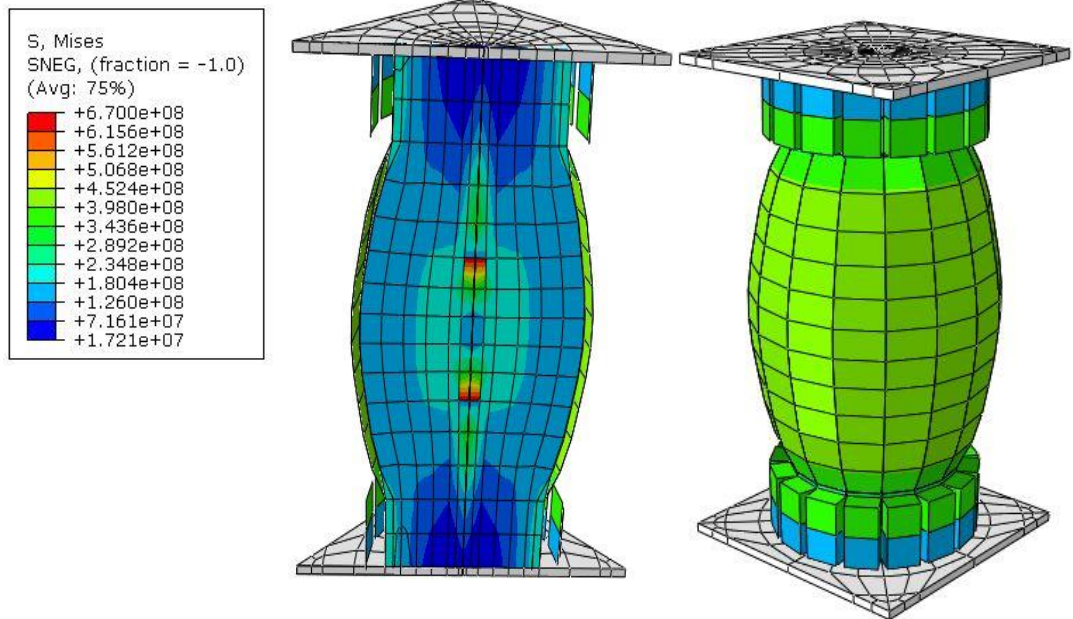 S, Mises
SNEG, (fraction = -1.0)
(Avg: 75%)
+6.700e+08
+6.156e+08
+5.612e+08
+5.068e+08
+4.524e+08
+3.980e+08
+3.436e+08
+2.892e+08
+2.348e+08
+1.804e+08
+1.260e+08
+7.161e+07
+1.721e+07